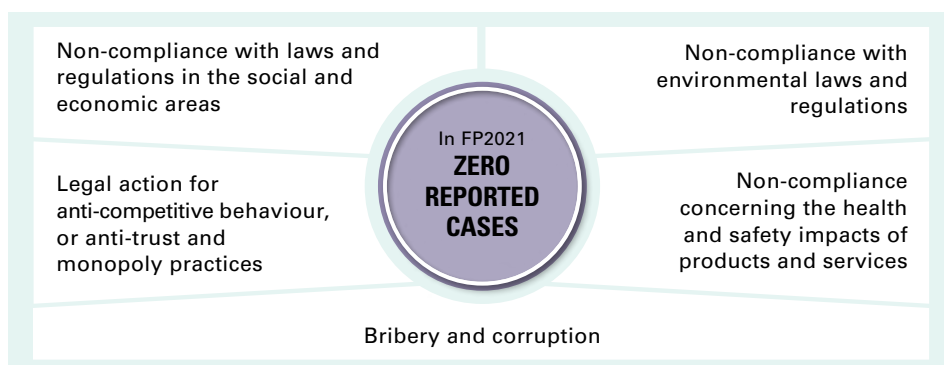 Non-compliance with laws and
regulations in the social and
economic areas
Non-compliance with
environmental laws and
regulations
In FP2021
ZERO
REPORTED
CASES
Legal action for
anti-competitive behaviour,
or anti-trust and
monopoly practices
Non-compliance
concerning the health
and safety impacts of
products and services
Bribery and corruption